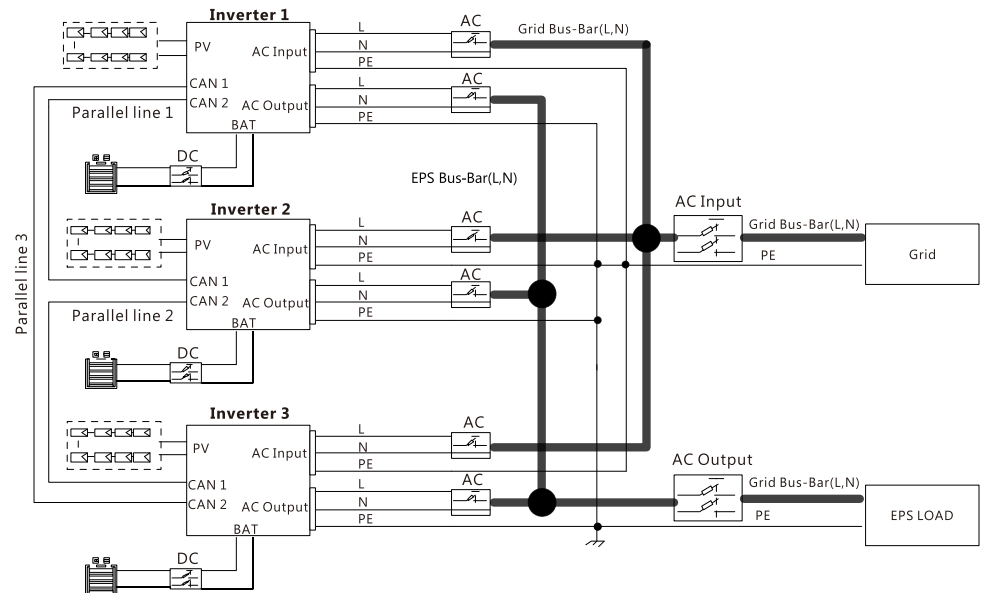 Inverter 1
AC
Grid Bus-Bar(L,N)
L
PV
AC Input
N
PE
AC
CAN 1
L
CAN 2
AC Output
N
Parallel line 1
PE
BAT
DC
EPS Bus-Bar(L,N)
Inverter 2
AC
AC Input
L
Grid Bus-Bar(L,N)
PV
AC Input
N
PE
PE
Grid
AC
CAN 1
L
CAN 2
AC Output
N
Parallel line 2
PE
BAT
Parallel line 3
DC
Inverter 3
AC
L
PV
AC Input
N
PE
AC Output
AC
CAN 1
L
Grid Bus-Bar(L,N)
CAN 2
AC Output
N
PE
PE
EPS LOAD
BAT
DC